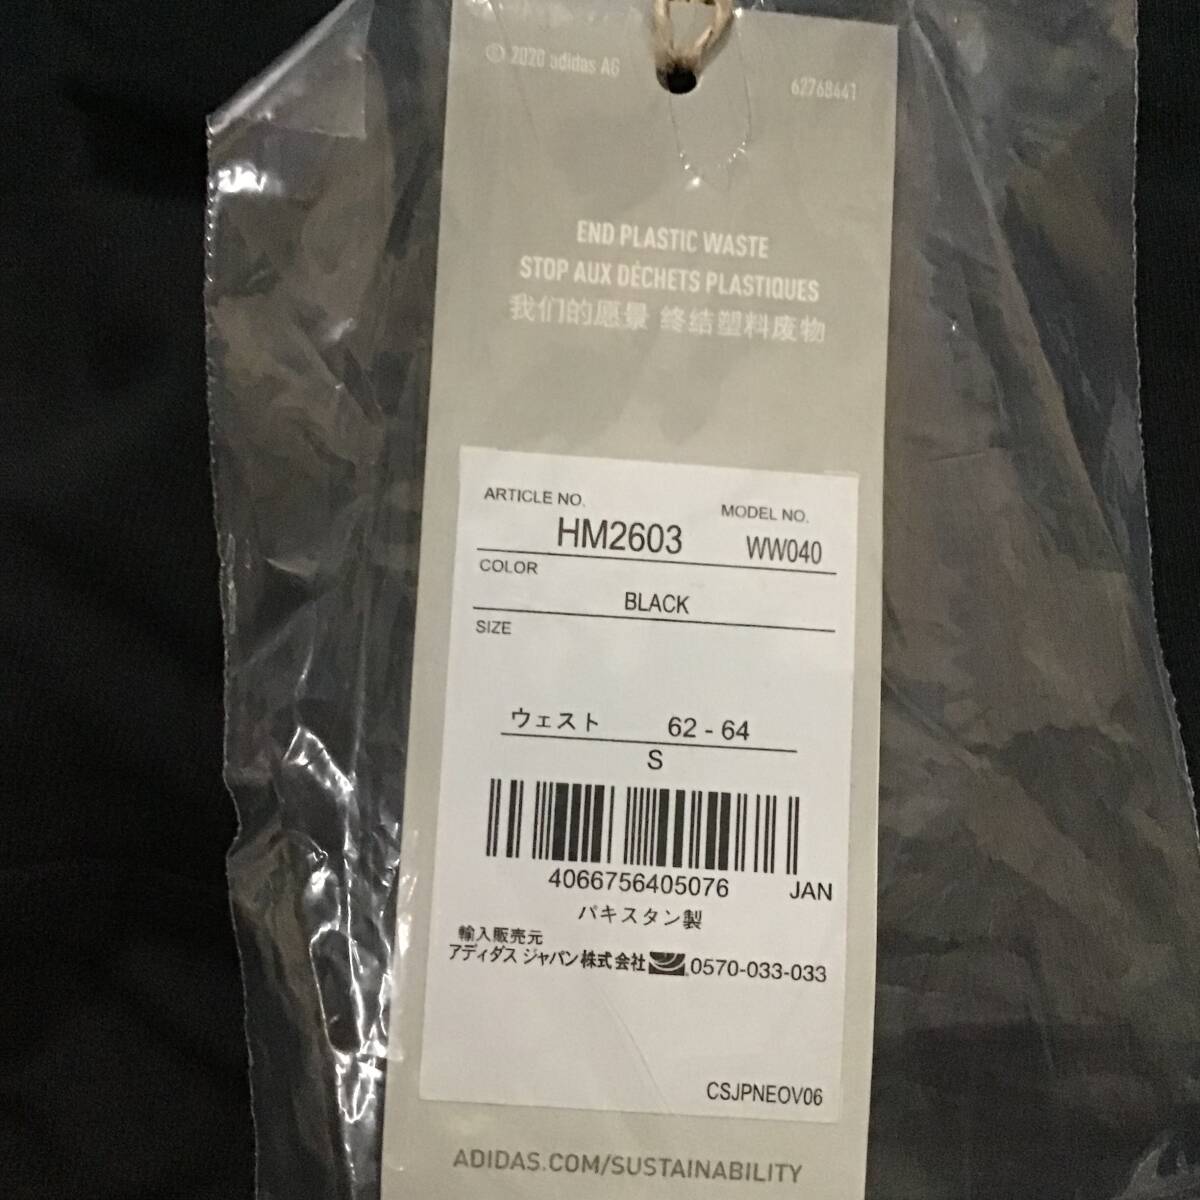 © 2020 adidas AG
62768441
END PLASTIC WASTE
STOP AUX DÉCHETS PLASTIQUES
我们的愿景 终结塑料废物
ARTICLE NO.
HM2603
MODEL NO.
WW040
COLOR
BLACK
SIZE
ウェスト 62 - 64
S
4066756405076 JAN
パキスタン製
輸入販売元
アディダス ジャパン株式会社 0570-033-033
CSJPNEOV06
ADIDAS.COM/SUSTAINABILITY